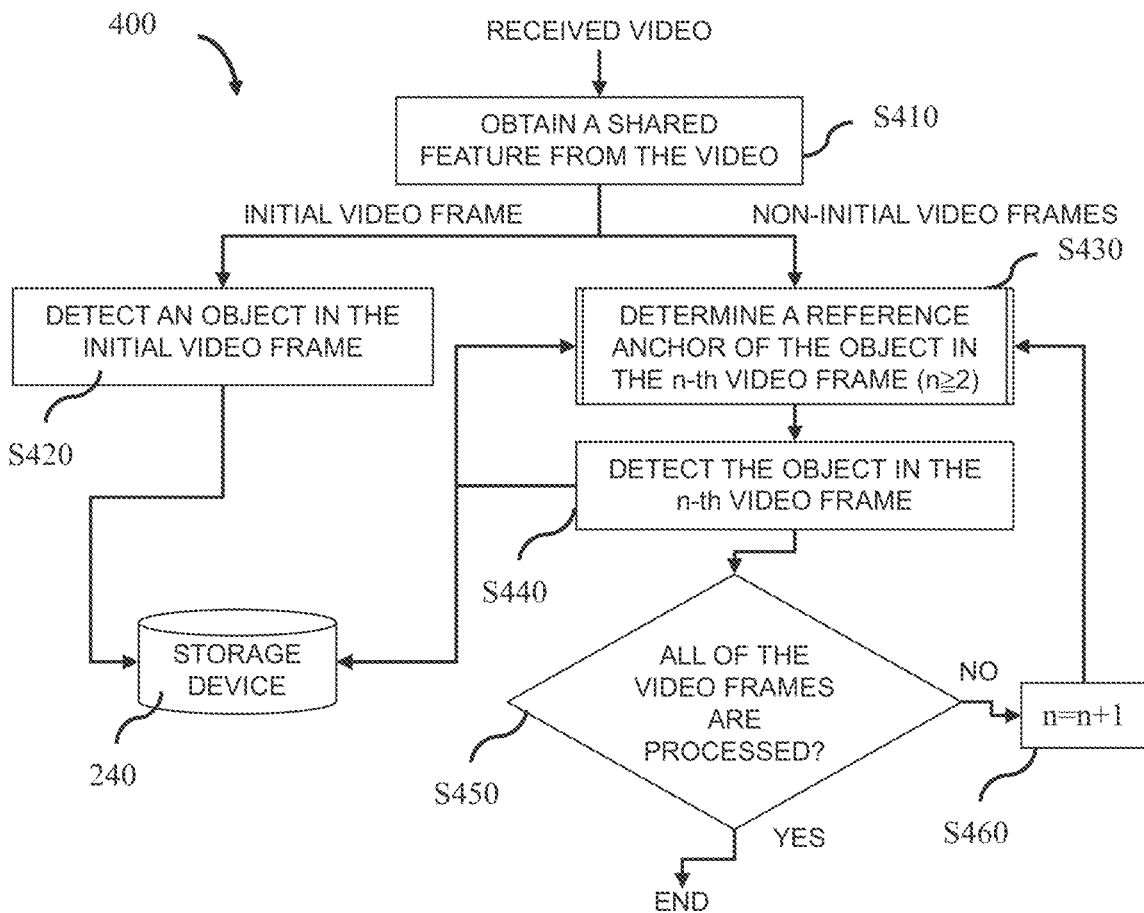 400
RECEIVED VIDEO
OBTAIN A SHARED
FEATURE FROM THE VIDEO
S410
INITIAL VIDEO FRAME
NON-INITIAL VIDEO FRAMES
S430
DETECT AN OBJECT IN THE
INITIAL VIDEO FRAME
S420
DETERMINE A REFERENCE
ANCHOR OF THE OBJECT IN
THE n-th VIDEO FRAME (n≧2)
DETECT THE OBJECT IN THE
n-th VIDEO FRAME
S440
STORAGE
DEVICE
240
ALL OF THE
VIDEO FRAMES
ARE
PROCESSED?
S450
NO
n=n+1
S460
YES
END